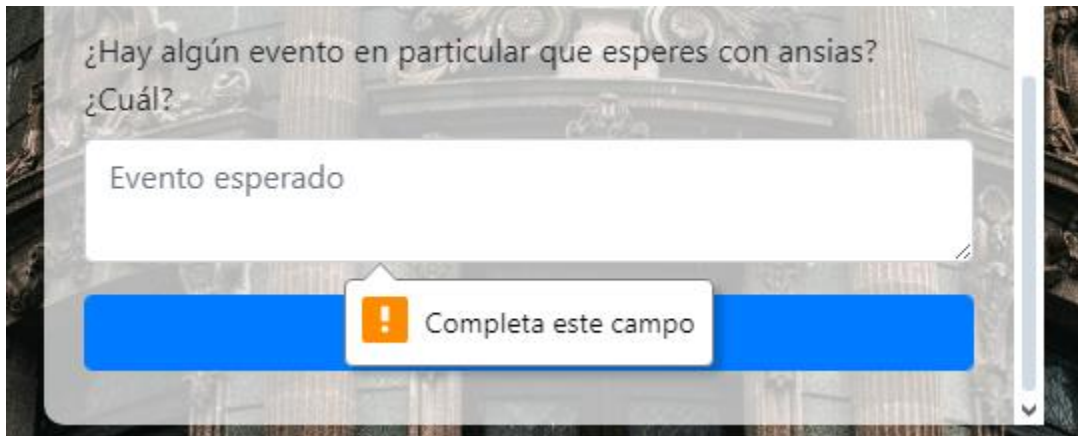 ¿Hay algún evento en particular que esperes con ansias?
¿Cuál?
Evento esperado
Completa este campo